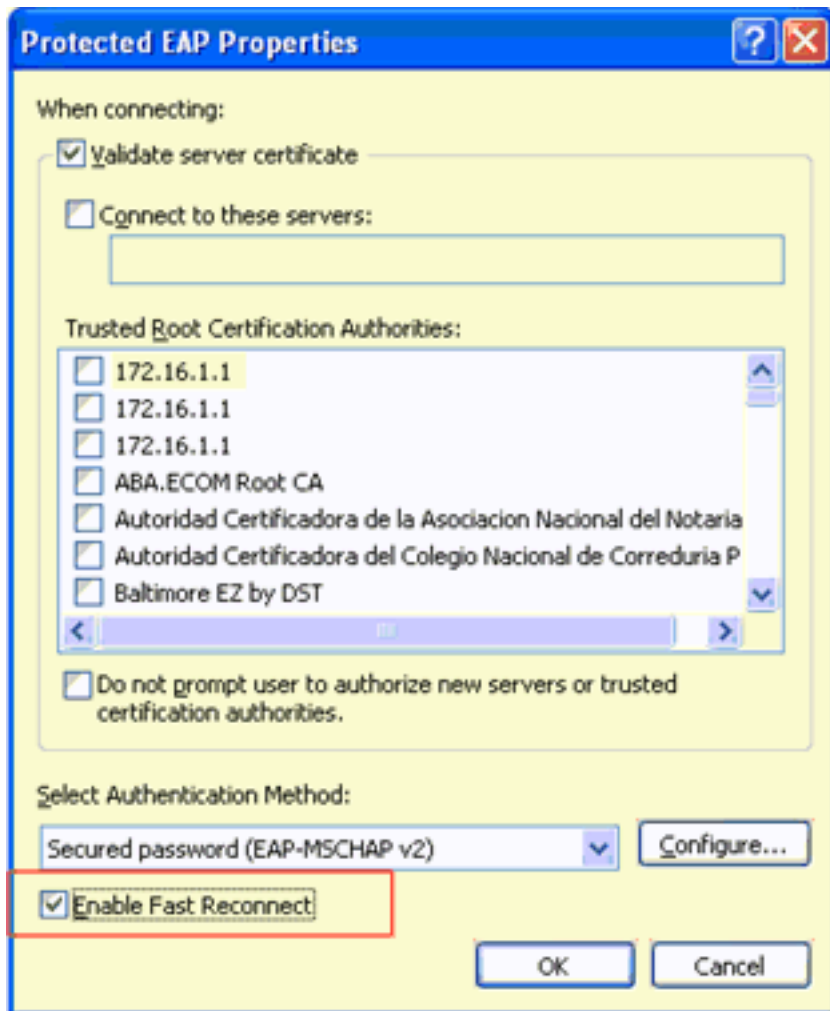 Protected EAP Properties
When connecting:
Validate server certificate
Connect to these servers:
Trusted Root Certification Authorities:
172.16.1.1
172.16.1.1
172.16.1.1
ABA.ECOM Root CA
Autoridad Certificadora de la Asociacion Nacional del Notaria
Autoridad Certificadora del Colegio Nacional de Correduria P
Baltimore EZ by DST
Do not prompt user to authorize new servers or trusted
certification authorities.
Select Authentication Method:
Secured password (EAP-MSCHAP v2)
Configure...
Enable Fast Reconnect
OK
Cancel